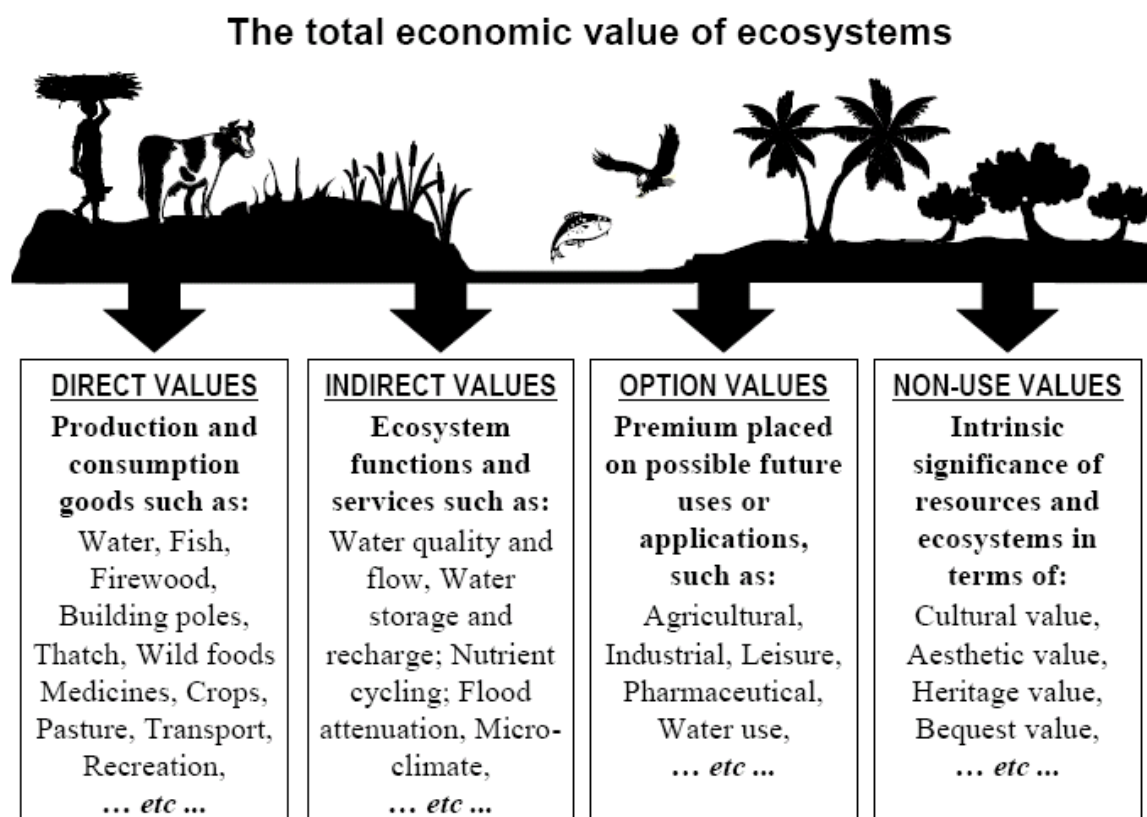 The total economic value of ecosystems
DIRECT VALUES
Production and
consumption
goods such as:
Water, Fish,
Firewood,
Building poles,
Thatch, Wild foods
Medicines, Crops,
Pasture, Transport,
Recreation,
… etc ...
INDIRECT VALUES
Ecosystem
functions and
services such as:
Water quality and
flow, Water
storage and
recharge; Nutrient
cycling; Flood
attenuation, Micro-
climate,
… etc ...
OPTION VALUES
Premium placed
on possible future
uses or
applications,
such as:
Agricultural,
Industrial, Leisure,
Pharmaceutical,
Water use,
… etc ...
NON-USE VALUES
Intrinsic
significance of
resources and
ecosystems in
terms of:
Cultural value,
Aesthetic value,
Heritage value,
Bequest value,
… etc ...